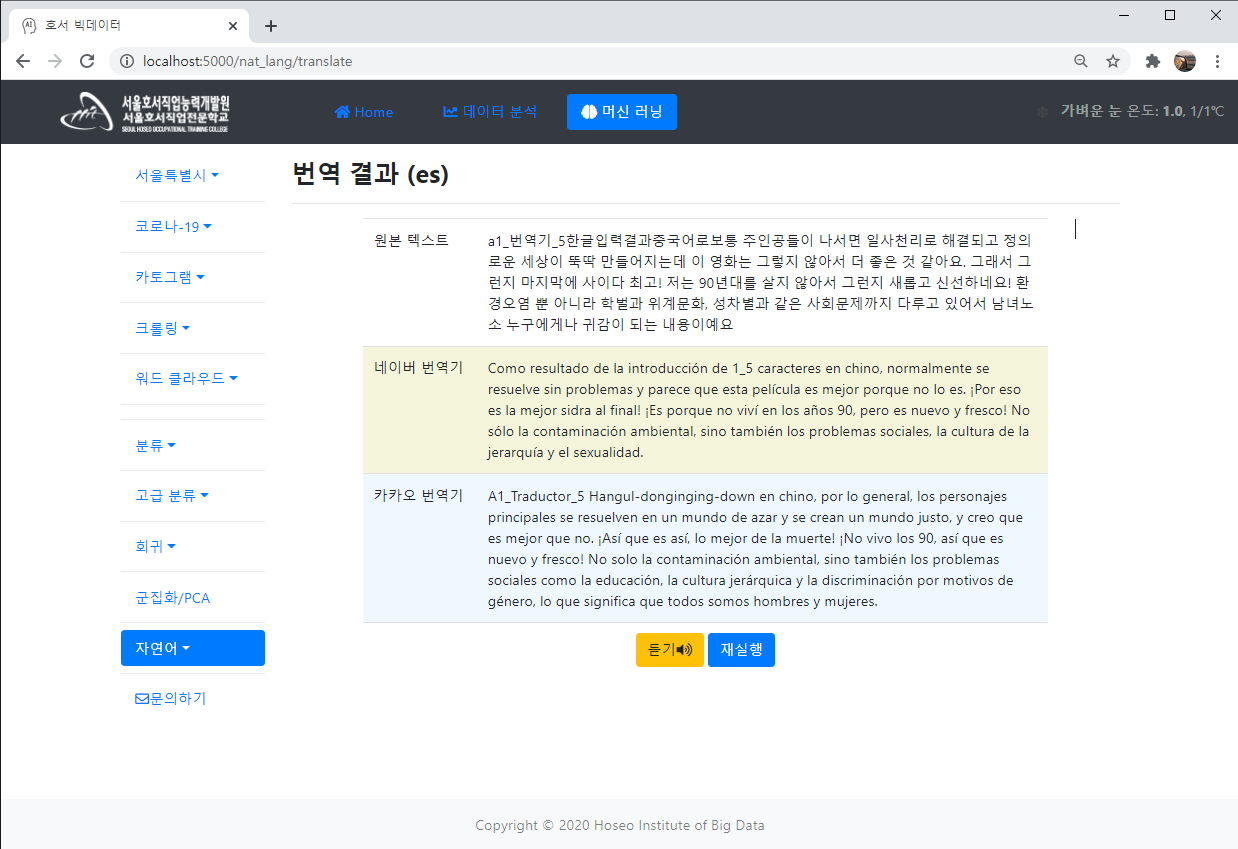 호서 빅데이터
localhost:5000/nat_lang/translate
서울호서직업능력개발원
서울호서직업전문학교
SEOUL HOSEO OCCUPATIONAL TRAINING COLLEGE
Home 데이터 분석 머신 러닝 가벼운 눈 온도: 1.0, 1/1℃
서울특별시
코로나-19
카토그램
크롤링
워드 클라우드
분류
고급 분류
회귀
군집화/PCA
자연어
문의하기
번역 결과 (es)
원본 텍스트
a1_번역기_5한글입력결과중국어로보통 주인공들이 나서면 일사천리로 해결되고 정의
로운 세상이 뚝딱 만들어지는데 이 영화는 그렇지 않아서 더 좋은 것 같아요. 그래서 그
런지 마지막에 사이다 최고! 저는 90년대를 살지 않아서 그런지 새롭고 신선하네요! 환
경오염 뿐 아니라 학벌과 위계문화, 성차별과 같은 사회문제까지 다루고 있어서 남녀노
소 누구에게나 귀감이 되는 내용이예요
네이버 번역기
Como resultado de la introducción de 1_5 caracteres en chino, normalmente se
resuelve sin problemas y parece que esta película es mejor porque no lo es. ¡Por eso
es la mejor sidra al final! ¡Es porque no viví en los años 90, pero es nuevo y fresco! No
sólo la contaminación ambiental, sino también los problemas sociales, la cultura de la
jerarquía y el sexualidad.
카카오 번역기
A1_Traductor_5 Hangul-donginging-down en chino, por lo general, los personajes
principales se resuelven en un mundo de azar y se crean un mundo justo, y creo que
es mejor que no. ¡Así que es así, lo mejor de la muerte! ¡No vivo los 90, así que es
nuevo y fresco! No solo la contaminación ambiental, sino también los problemas
sociales como la educación, la cultura jerárquica y la discriminación por motivos de
género, lo que significa que todos somos hombres y mujeres.
듣기 재실행
Copyright © 2020 Hoseo Institute of Big Data